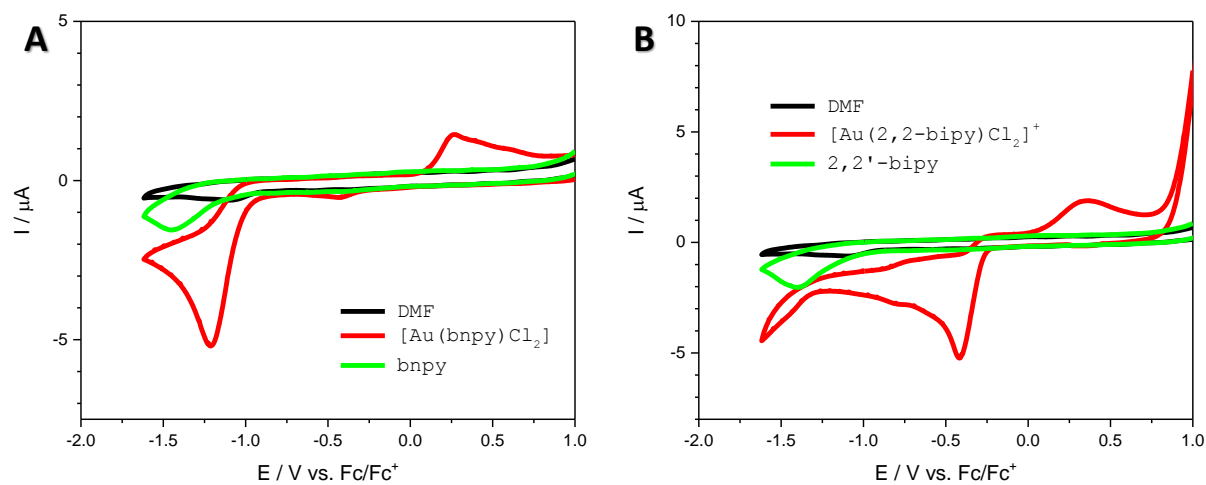 A
5
0
-5
I / μA
-2.0 -1.5 -1.0 -0.5 0.0 0.5 1.0
E / V vs. Fc/Fc⁺
DMF
[Au(bnpy)Cl₂]
bnpy
B
10
5
0
-5
I / μA
-2.0 -1.5 -1.0 -0.5 0.0 0.5 1.0
E / V vs. Fc/Fc⁺
DMF
[Au(2,2-bipy)Cl₂]⁺
2,2'-bipy